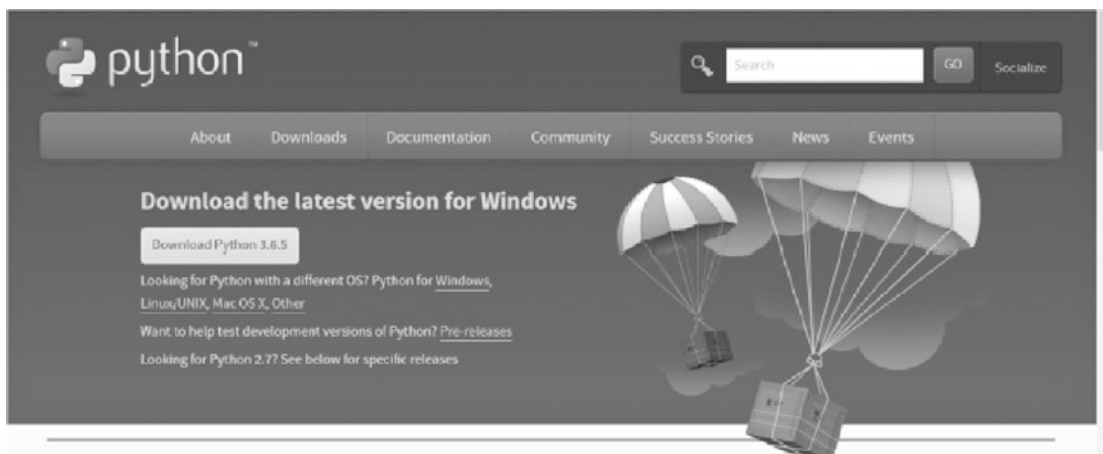 python™
Search
GO
Socialize
About Downloads Documentation Community Success Stories News Events
Download the latest version for Windows
Download Python 3.6.5
Looking for Python with a different OS? Python for Windows,
Linux/UNIX, Mac OS X, Other
Want to help test development versions of Python? Pre-releases
Looking for Python 2.7? See below for specific releases